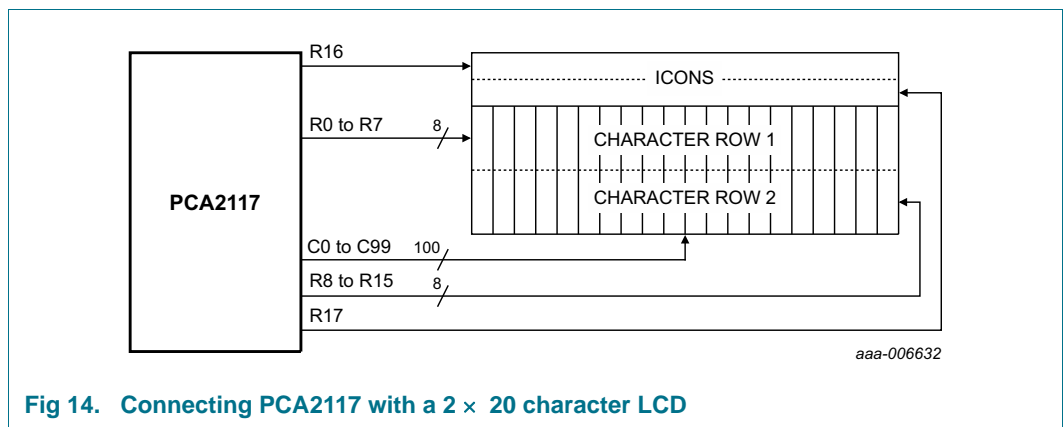 R16
ICONS
R0 to R7 8
CHARACTER ROW 1
PCA2117
CHARACTER ROW 2
C0 to C99 100
R8 to R15 8
R17
aaa-006632
Fig 14. Connecting PCA2117 with a 2 × 20 character LCD